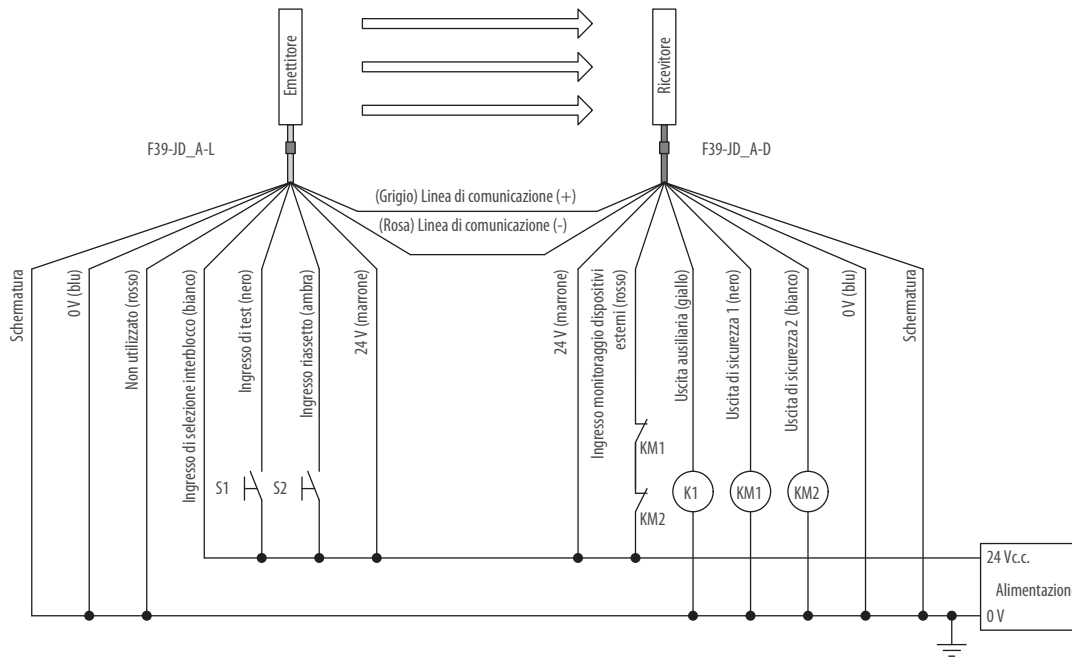 Emettitore
Ricevitore
F39-JD_A-L
F39-JD_A-D
(Grigio) Linea di comunicazione (+)
(Rosa) Linea di comunicazione (-)
Schermatura
0 V (blu)
Non utilizzato (rosso)
Ingresso di selezione interblocco (bianco)
Ingresso di test (nero)
Ingresso riassetto (ambra)
24 V (marrone)
24 V (marrone)
Ingresso monitoraggio dispositivi
esterni (rosso)
Uscita ausiliaria (giallo)
Uscita di sicurezza 1 (nero)
Uscita di sicurezza 2 (bianco)
0 V (blu)
Schermatura
S1
S2
KM1
KM2
K1
KM1
KM2
24 Vc.c.
Alimentazione
0 V